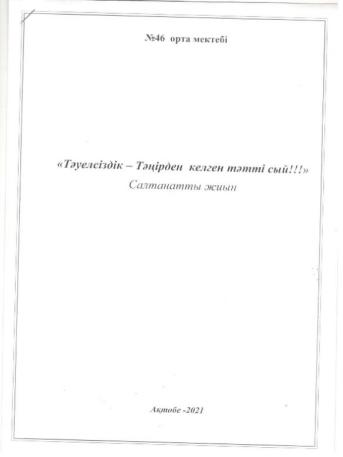 №46 орта мектебі
«Тәуелсіздік – Тәңірден келген тәтті сый!!!»
Салтанатты жиын
Ақтөбе -2021